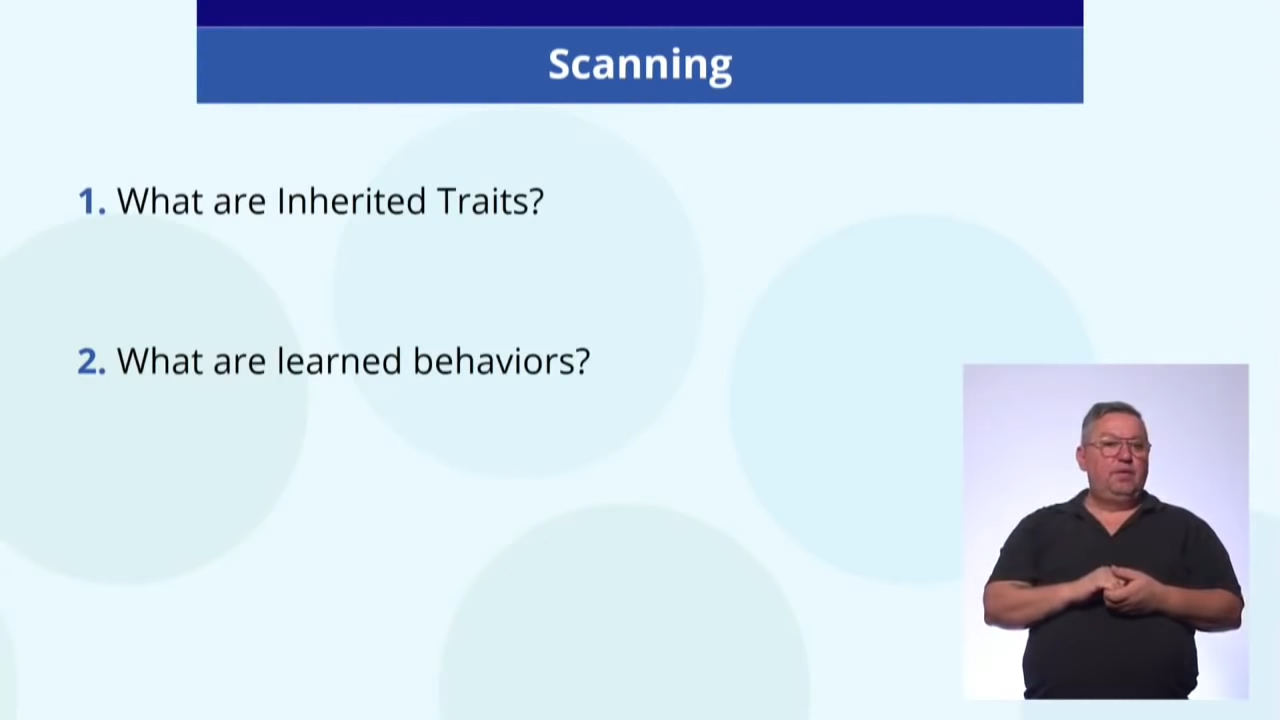 Scanning
1. What are Inherited Traits?
2. What are learned behaviors?